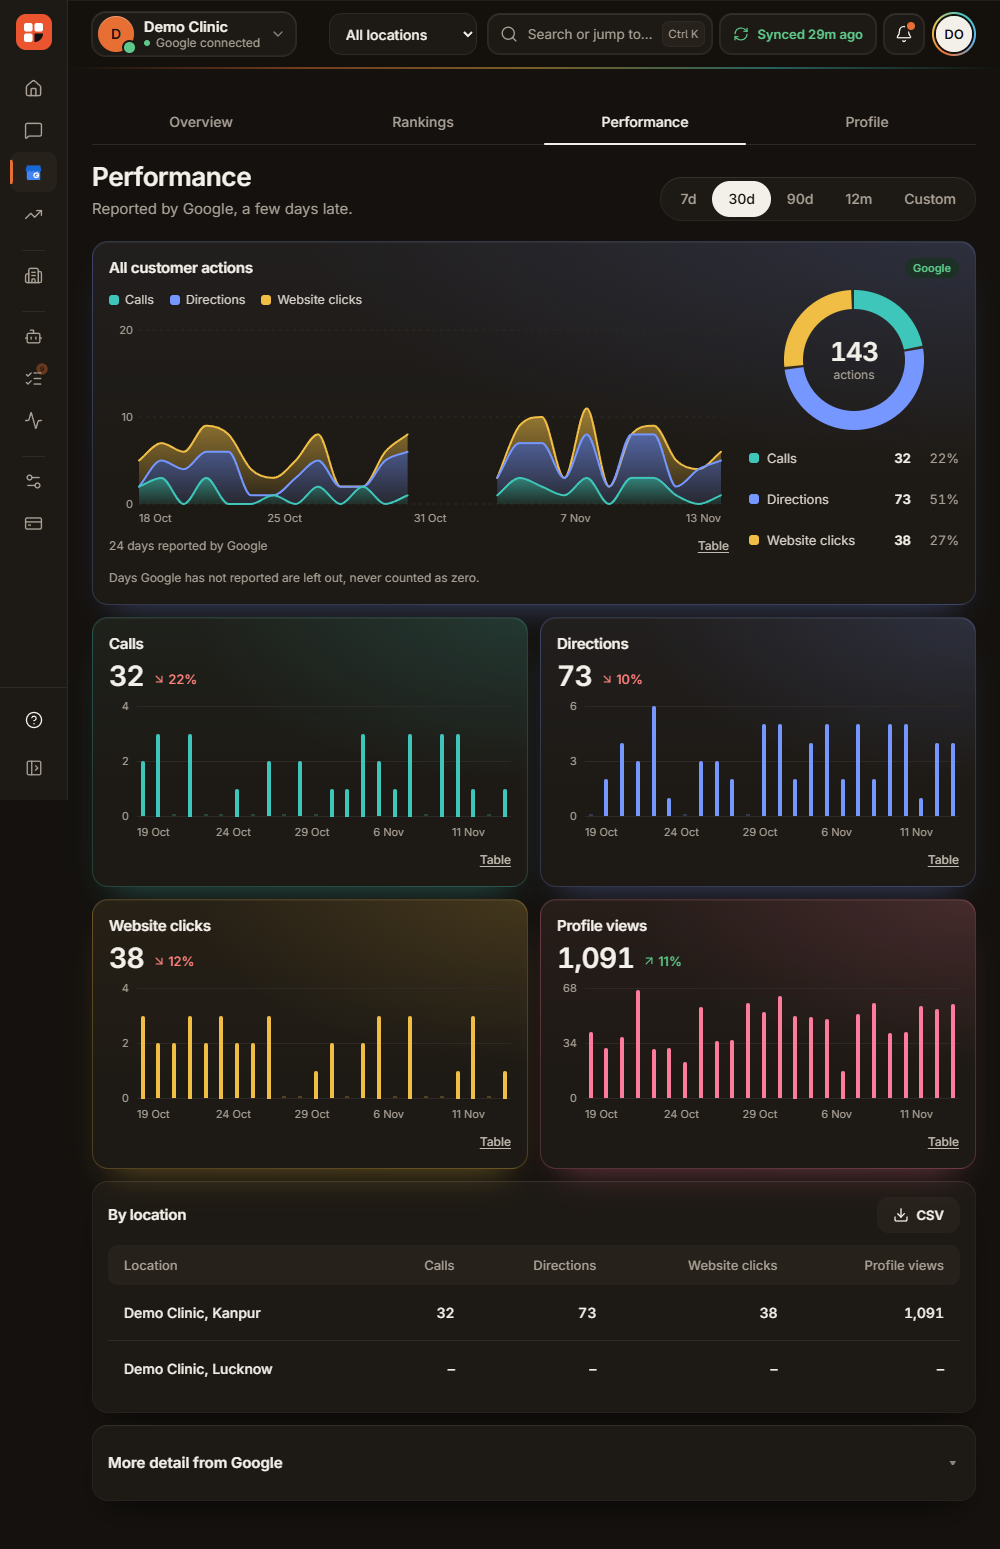 Demo Clinic
D
Google connected
All locations
Search or jump to...
Ctrl K
Synced 29m ago
DO
Overview
Rankings
Performance
Profile
Performance
Reported by Google, a few days late.
7d
30d
90d
12m
Custom
All customer actions
Google
Calls
Directions
Website clicks
20
10
0
18 Oct
25 Oct
31 Oct
7 Nov
13 Nov
143
actions
Calls 32 22%
Directions 73 51%
Website clicks 38 27%
24 days reported by Google
Table
Days Google has not reported are left out, never counted as zero.
Calls
32 22%
4
2
0
19 Oct
24 Oct
29 Oct
6 Nov
11 Nov
Table
Directions
73 10%
6
3
0
19 Oct
24 Oct
29 Oct
6 Nov
11 Nov
Table
Website clicks
38 12%
4
2
0
19 Oct
24 Oct
29 Oct
6 Nov
11 Nov
Table
Profile views
1,091 11%
68
34
0
19 Oct
24 Oct
29 Oct
6 Nov
11 Nov
Table
By location
CSV
Location Calls Directions Website clicks Profile views
Demo Clinic, Kanpur 32 73 38 1,091
Demo Clinic, Lucknow – – – –
More detail from Google